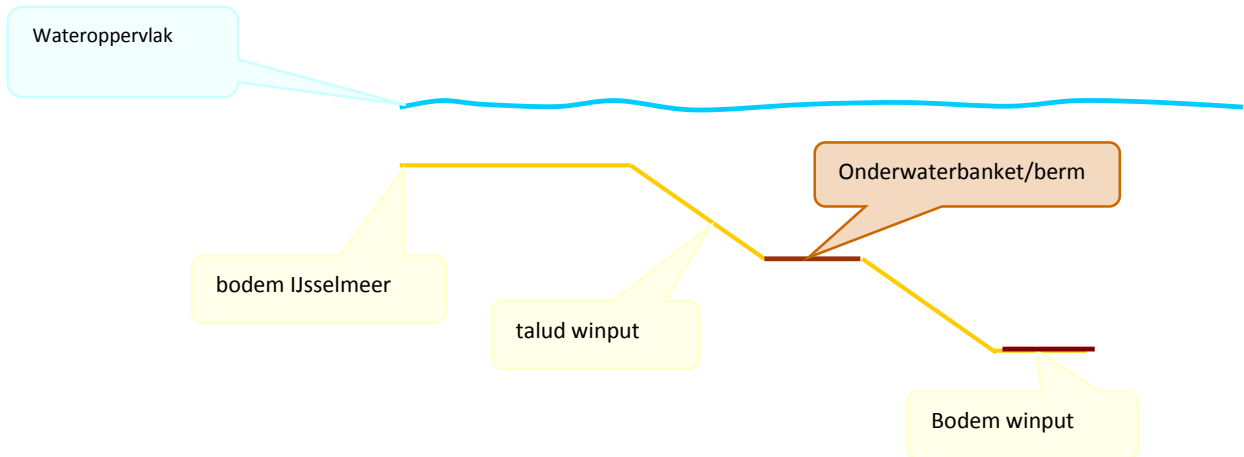 Wateroppervlak
Onderwaterbanket/berm
bodem IJsselmeer
talud winput
Bodem winput